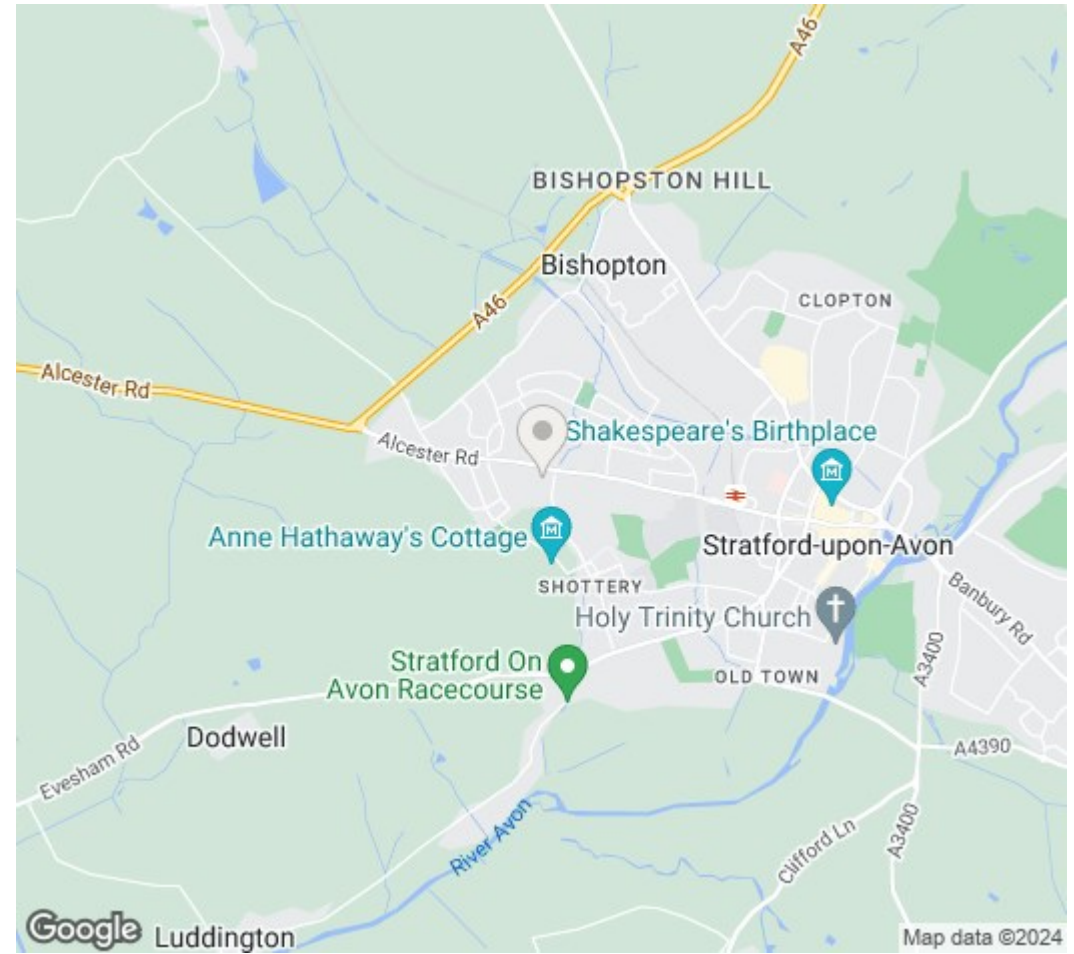 A46
BISHOPSTON HILL
Bishopton
CLOPTON
A46
Alcester Rd
Alcester Rd
Shakespeare's Birthplace
Anne Hathaway's Cottage
Stratford-upon-Avon
SHOTTERY
Banbury Rd
Holy Trinity Church
A3400
Stratford On
Avon Racecourse
OLD TOWN
Dodwell
A4390
Evesham Rd
River Avon
Clifford Ln
A3400
Google
Luddington
Map data ©2024